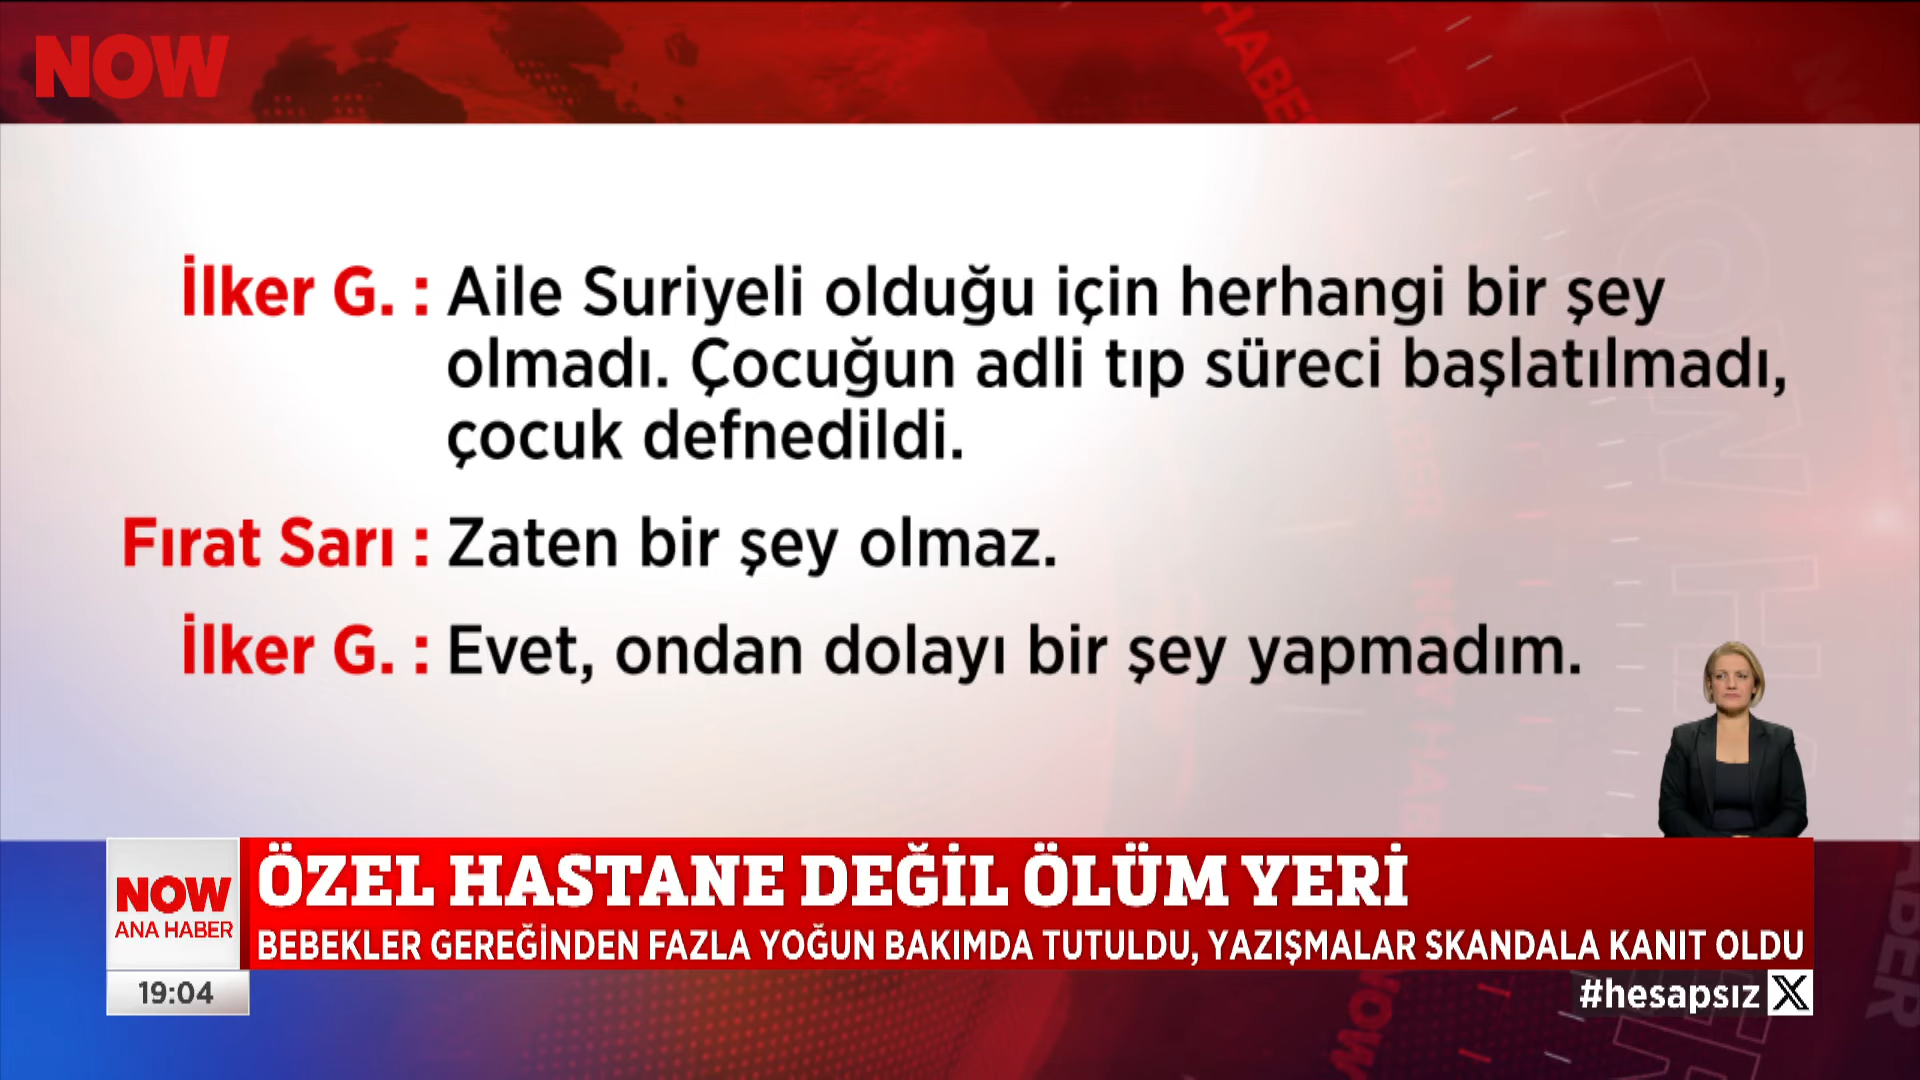 NOW
HABER
İlker G. : Aile Suriyeli olduğu için herhangi bir şey
olmadı. Çocuğun adli tıp süreci başlatılmadı,
çocuk defnedildi.
Fırat Sarı : Zaten bir şey olmaz.
İlker G. : Evet, ondan dolayı bir şey yapmadım.
NOW
ANA HABER
ÖZEL HASTANE DEĞİL ÖLÜM YERİ
BEBEKLER GEREĞİNDEN FAZLA YOĞUN BAKIMDA TUTULDU, YAZIŞMALAR SKANDALA KANIT OLDU
19:04
#hesapsız X